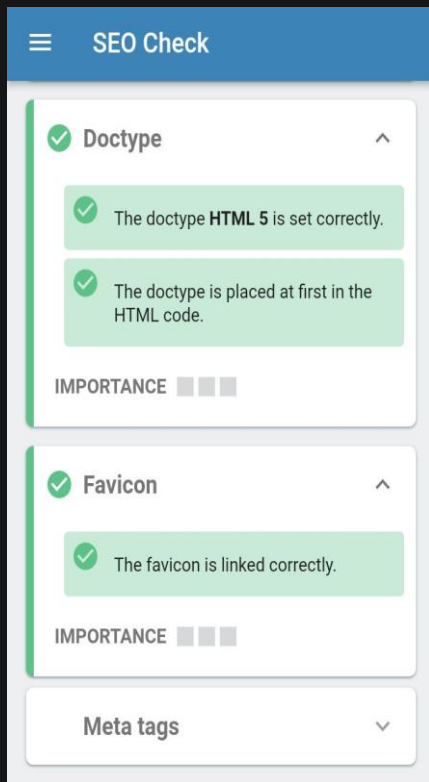 SEO Check
Doctype
The doctype HTML 5 is set correctly.
The doctype is placed at first in the
HTML code.
IMPORTANCE
Favicon
The favicon is linked correctly.
IMPORTANCE
Meta tags